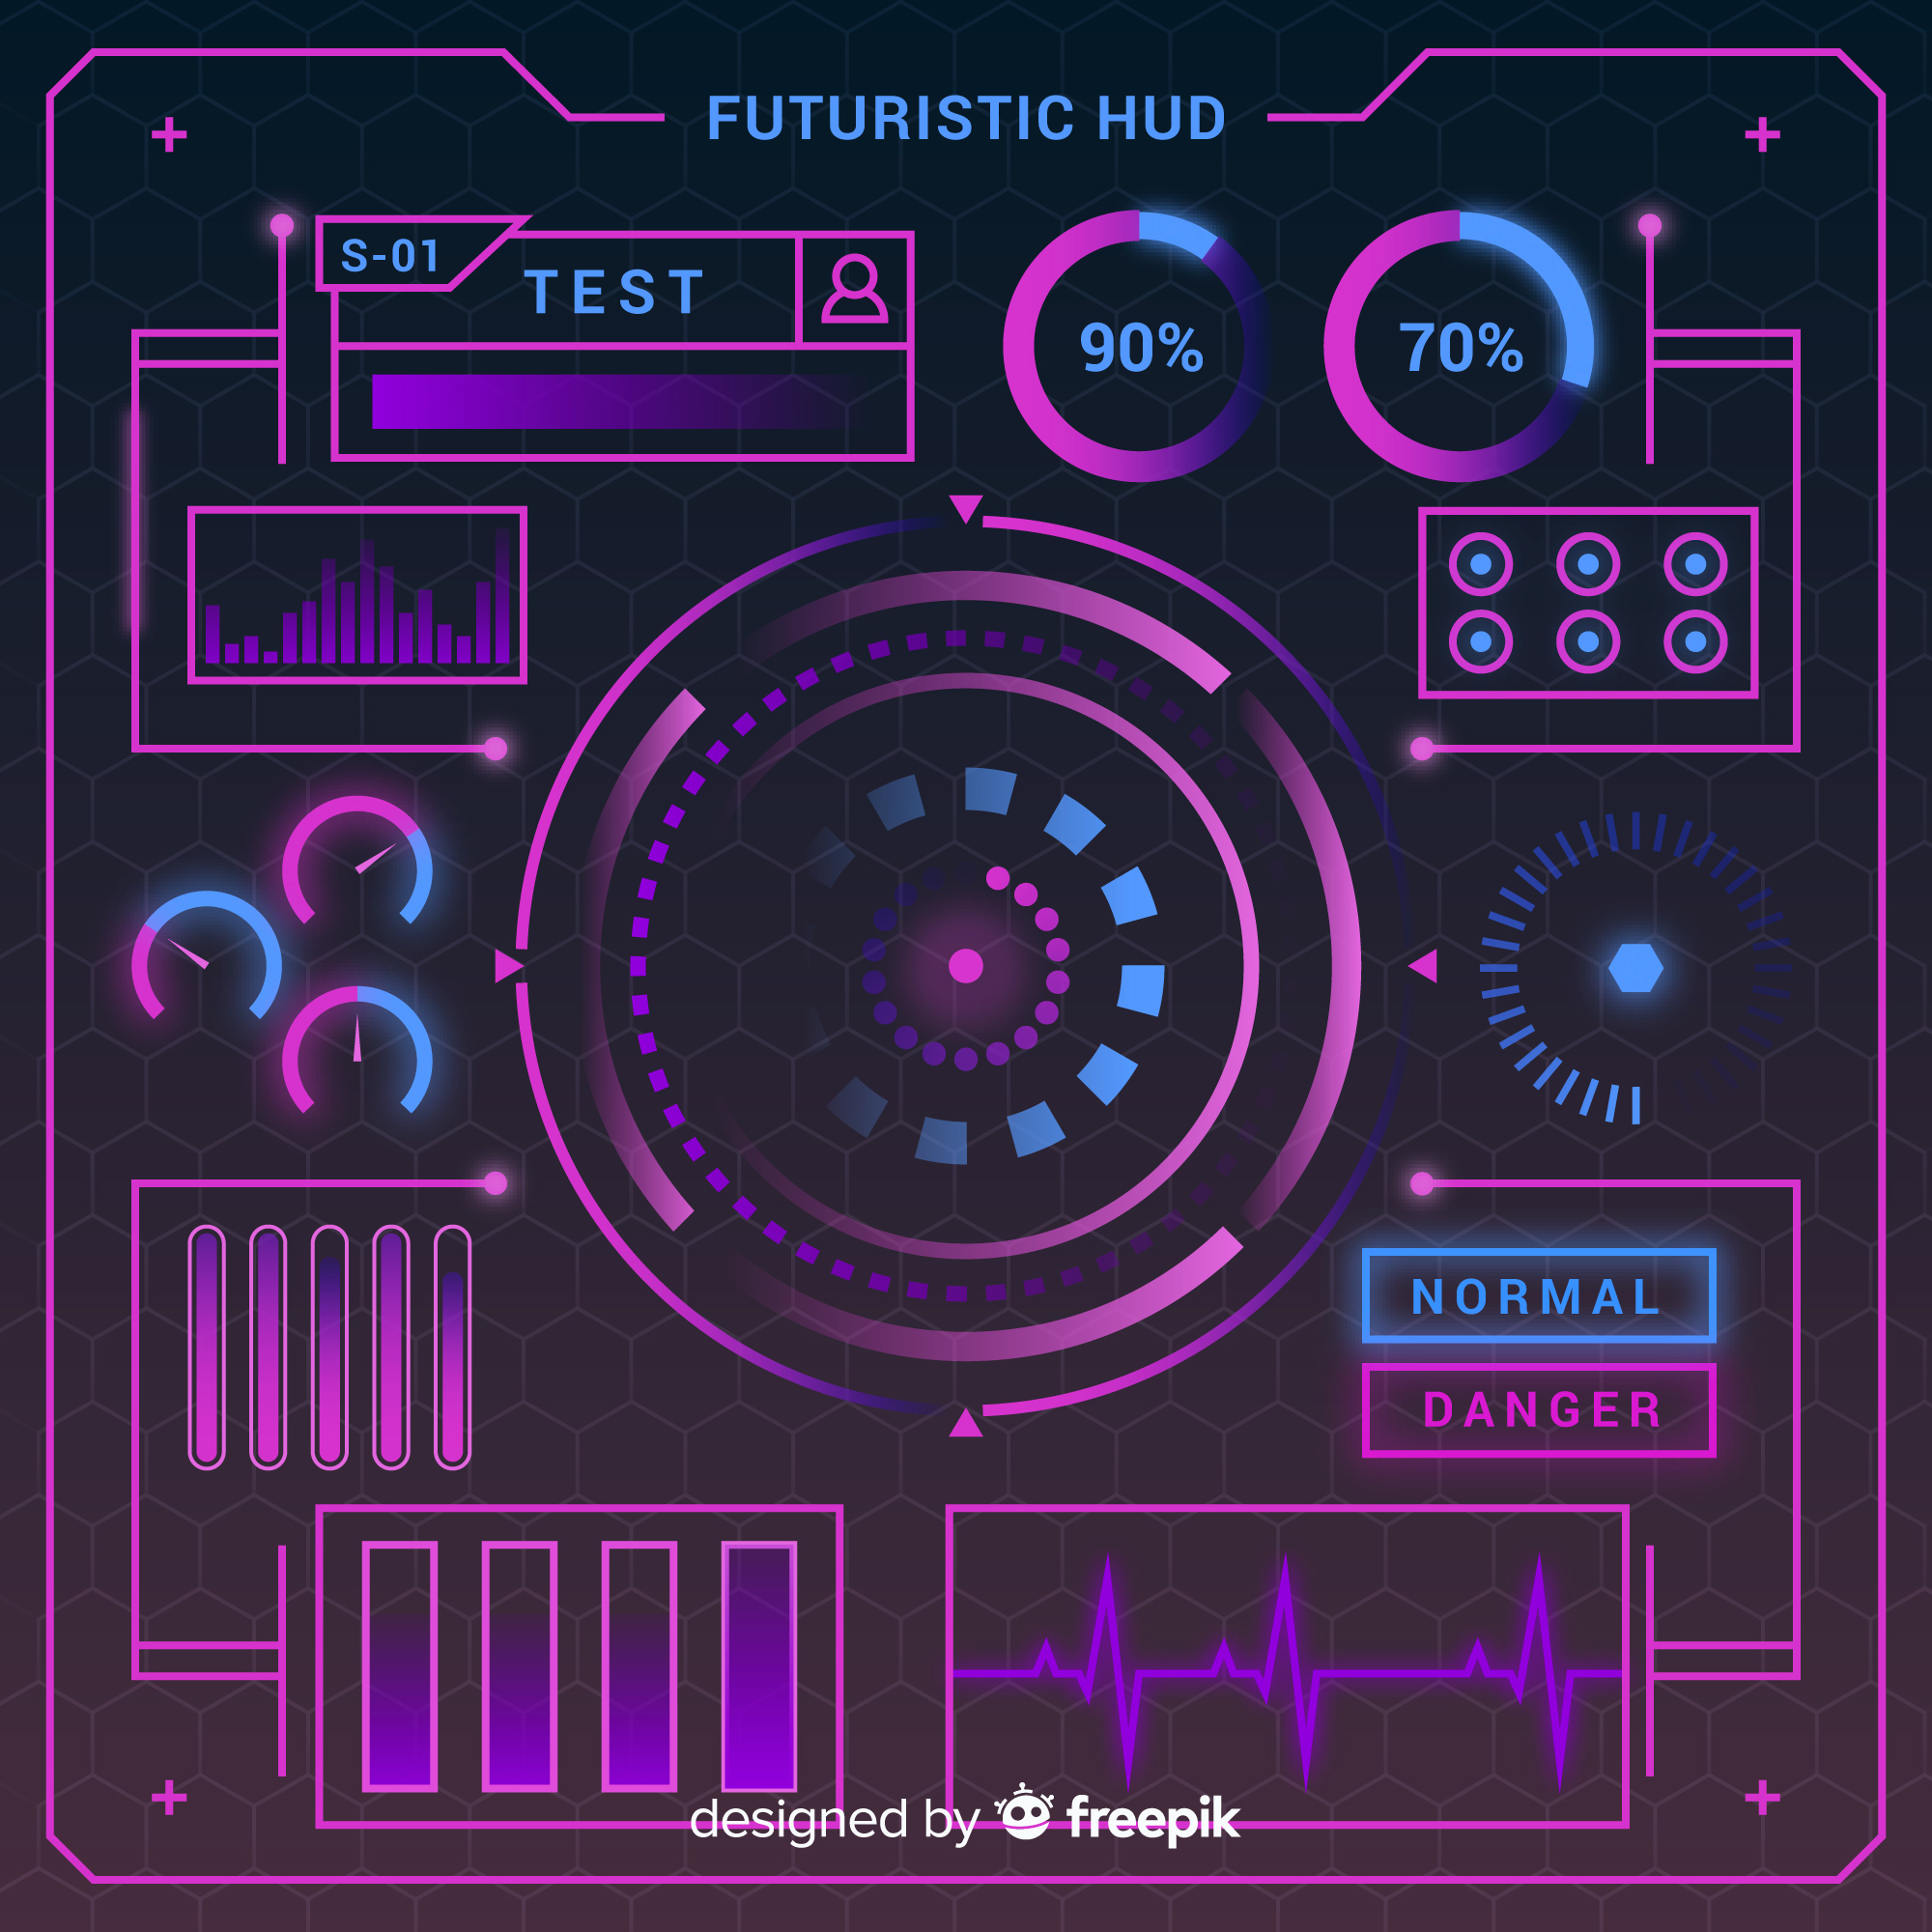 FUTURISTIC HUD
S-01
TEST
90%
70%
NORMAL
DANGER
designed by freepik